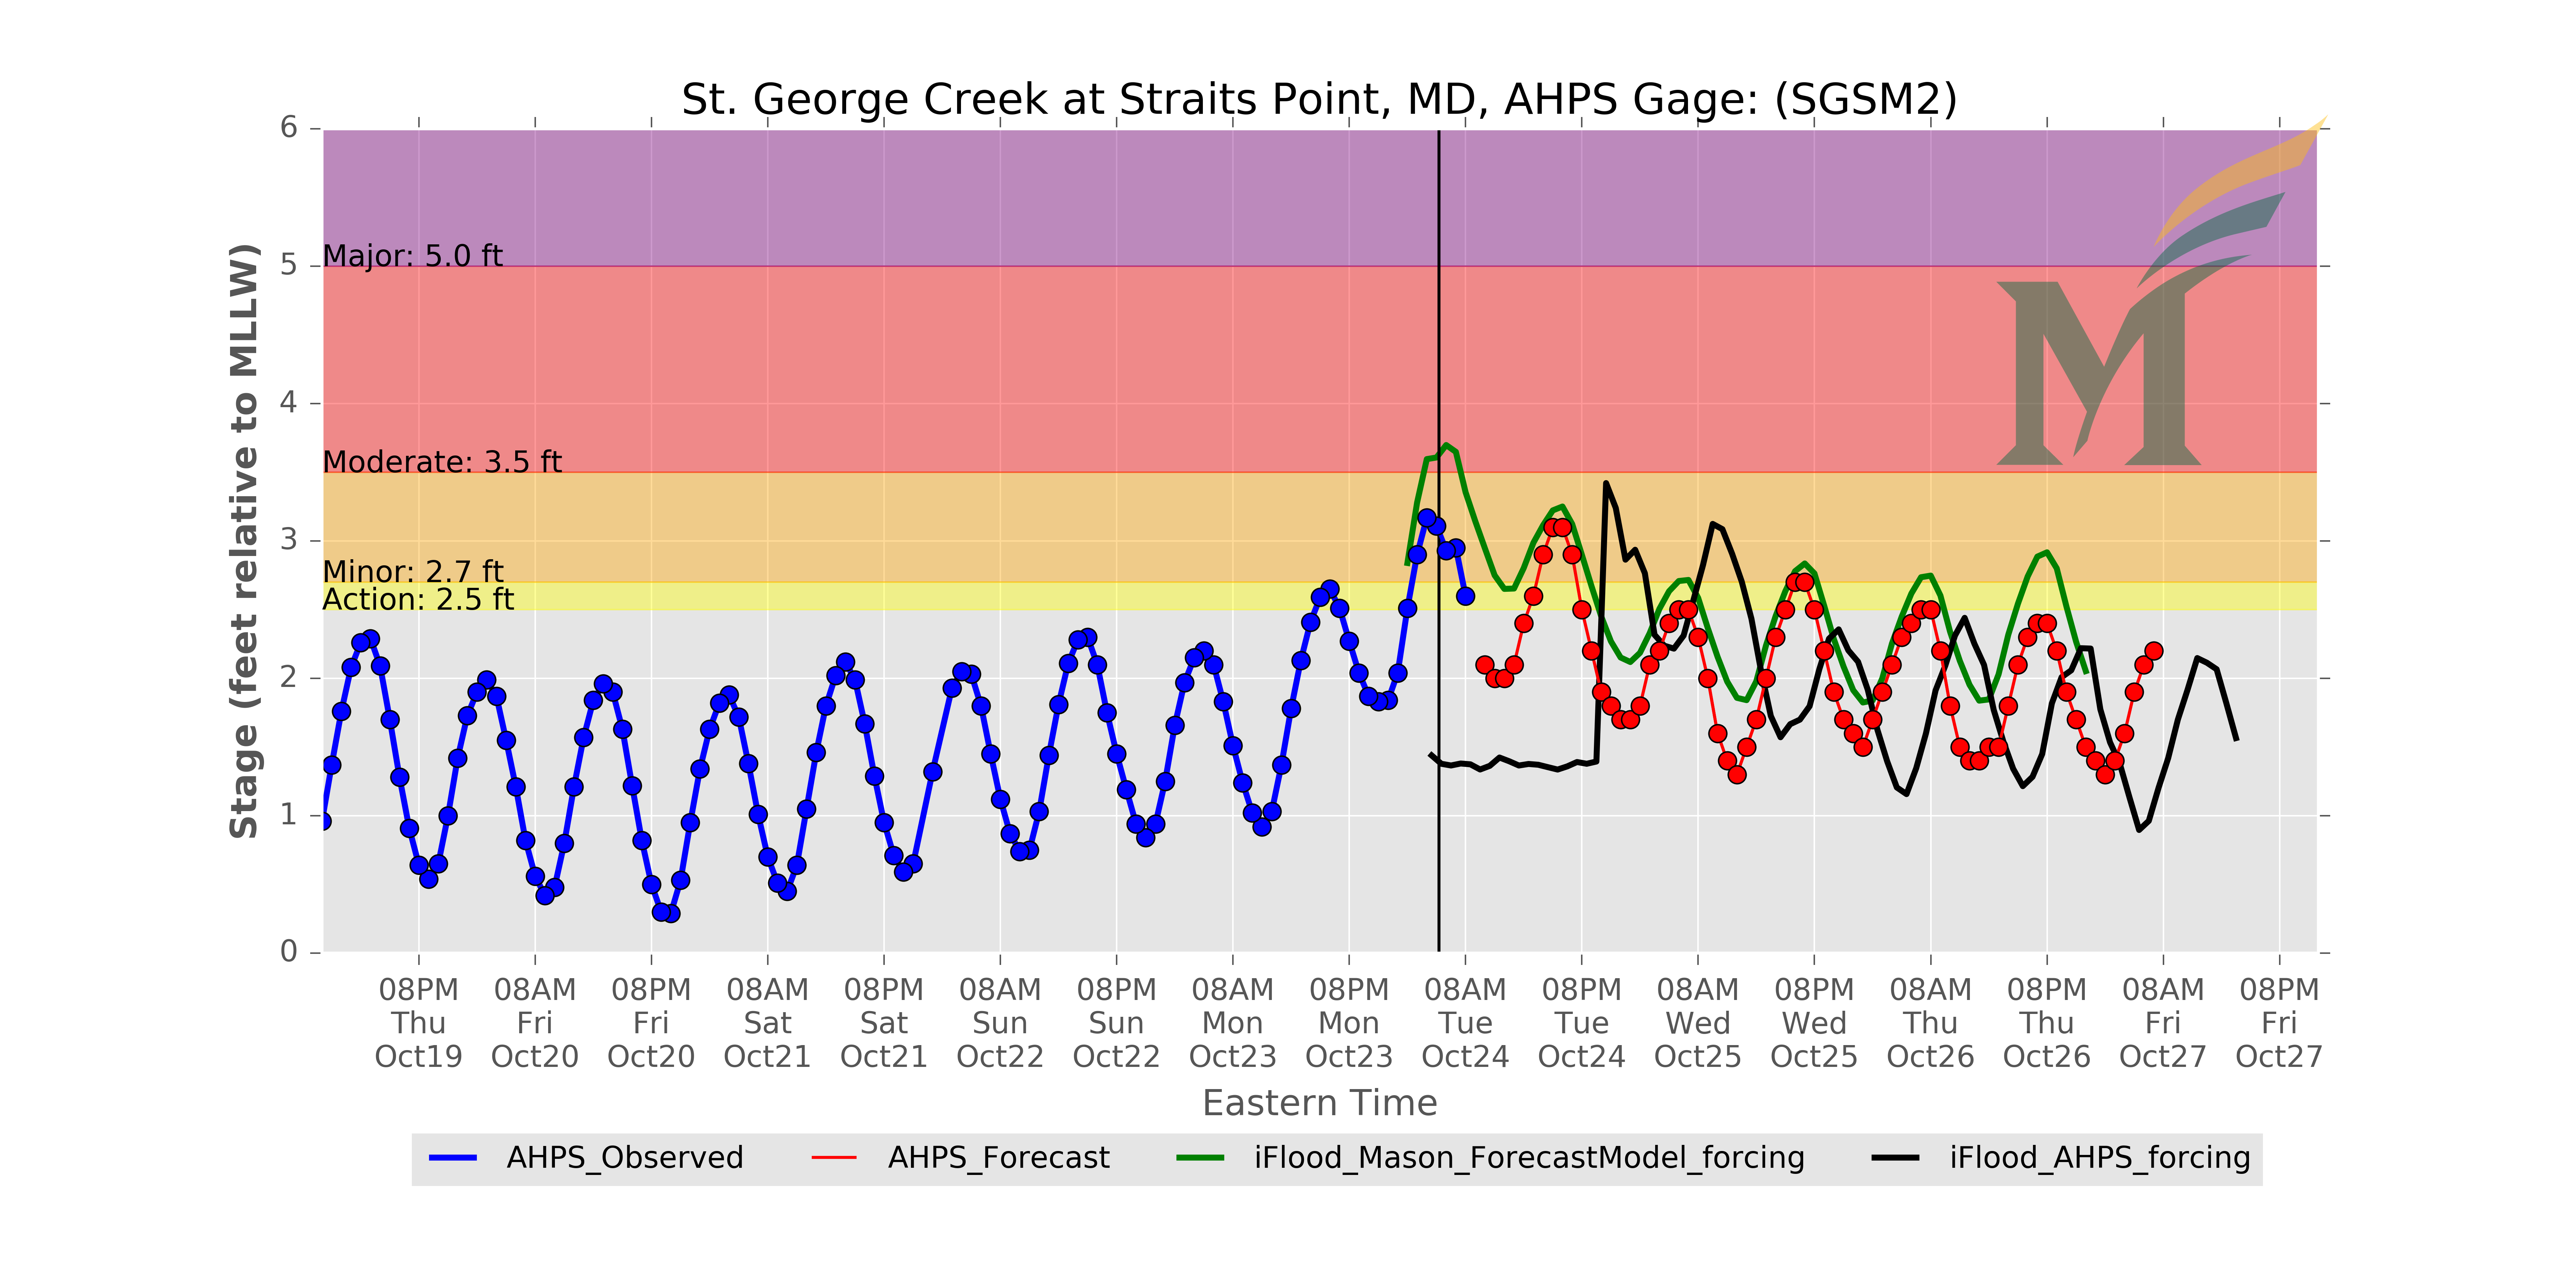 St. George Creek at Straits Point, MD, AHPS Gage: (SGSM2)
Stage (feet relative to MLLW)
6
5
4
3
2
1
0
Major: 5.0 ft
Moderate: 3.5 ft
Minor: 2.7 ft
Action: 2.5 ft
M
08PM 08AM 08PM 08AM 08PM 08AM 08PM 08AM 08PM 08AM 08PM 08AM 08PM 08AM 08PM 08AM 08PM
Thu Fri Fri Sat Sat Sun Sun Mon Mon Tue Tue Wed Wed Thu Thu Fri Fri
Oct19 Oct20 Oct20 Oct21 Oct21 Oct22 Oct22 Oct23 Oct23 Oct24 Oct24 Oct25 Oct25 Oct26 Oct26 Oct27 Oct27
Eastern Time
AHPS_Observed AHPS_Forecast iFlood_Mason_ForecastModel_forcing iFlood_AHPS_forcing